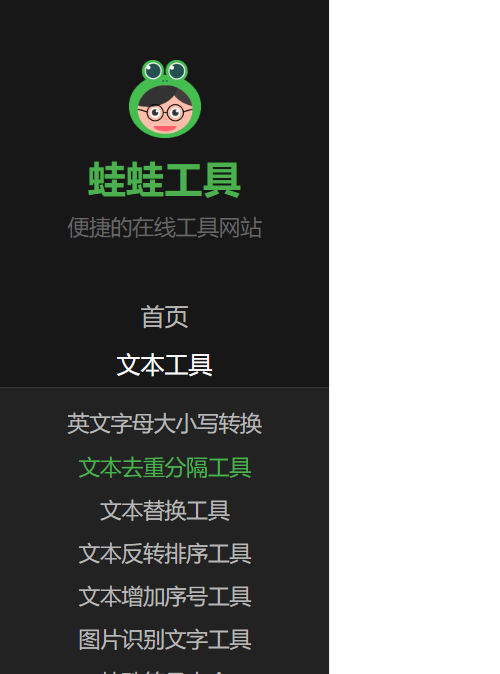 蛙蛙工具
便捷的在线工具网站
首页
文本工具
英文字母大小写转换
文本去重分隔工具
文本替换工具
文本反转排序工具
文本增加序号工具
图片识别文字工具